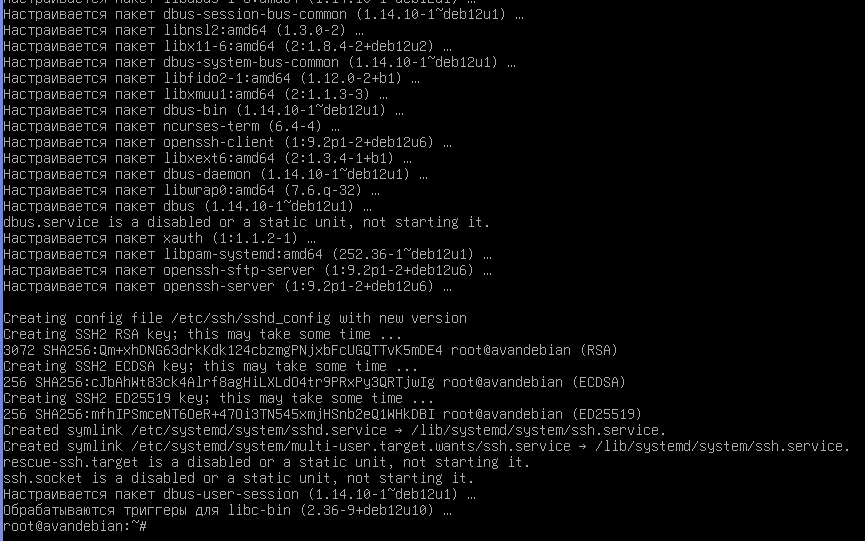 Настраивается пакет dbus-session-bus-common (1.14.10-1~deb12u1) …
Настраивается пакет libnsl2:amd64 (1.3.0-2) …
Настраивается пакет libx11-6:amd64 (2:1.8.4-2+deb12u2) …
Настраивается пакет dbus-system-bus-common (1.14.10-1~deb12u1) …
Настраивается пакет libfido2-1:amd64 (1.12.0-2+b1) …
Настраивается пакет libxmuu1:amd64 (2:1.1.3-3) …
Настраивается пакет dbus-bin (1.14.10-1~deb12u1) …
Настраивается пакет ncurses-term (6.4-4) …
Настраивается пакет openssh-client (1:9.2p1-2+deb12u6) …
Настраивается пакет libxext6:amd64 (2:1.3.4-1+b1) …
Настраивается пакет dbus-daemon (1.14.10-1~deb12u1) …
Настраивается пакет libwrap0:amd64 (7.6.q-32) …
Настраивается пакет dbus (1.14.10-1~deb12u1) …
dbus.service is a disabled or a static unit, not starting it.
Настраивается пакет xauth (1:1.1.2-1) …
Настраивается пакет libpam-systemd:amd64 (252.36-1~deb12u1) …
Настраивается пакет openssh-sftp-server (1:9.2p1-2+deb12u6) …
Настраивается пакет openssh-server (1:9.2p1-2+deb12u6) …
Creating config file /etc/ssh/sshd_config with new version
Creating SSH2 RSA key; this may take some time ...
3072 SHA256:Qm+xhDNG63drkKdk124cbzmgPNjxbFcUGQTTvK5mDE4 root@avandebian (RSA)
Creating SSH2 ECDSA key; this may take some time ...
256 SHA256:cJbAhWt83ck4Alrf8agHiLXLdO4tr9PRxPy3QRTjwIg root@avandebian (ECDSA)
Creating SSH2 ED25519 key; this may take some time ...
256 SHA256:mfhIPSmceNT6OeR+47Oi3TN545xmjHSnb2eQ1WHkDBI root@avandebian (ED25519)
Created symlink /etc/systemd/system/sshd.service → /lib/systemd/system/ssh.service.
Created symlink /etc/systemd/system/multi-user.target.wants/ssh.service → /lib/systemd/system/ssh.service.
rescue-ssh.target is a disabled or a static unit, not starting it.
ssh.socket is a disabled or a static unit, not starting it.
Настраивается пакет dbus-user-session (1.14.10-1~deb12u1) …
Обрабатываются триггеры для libc-bin (2.36-9+deb12u10) …
root@avandebian:~#